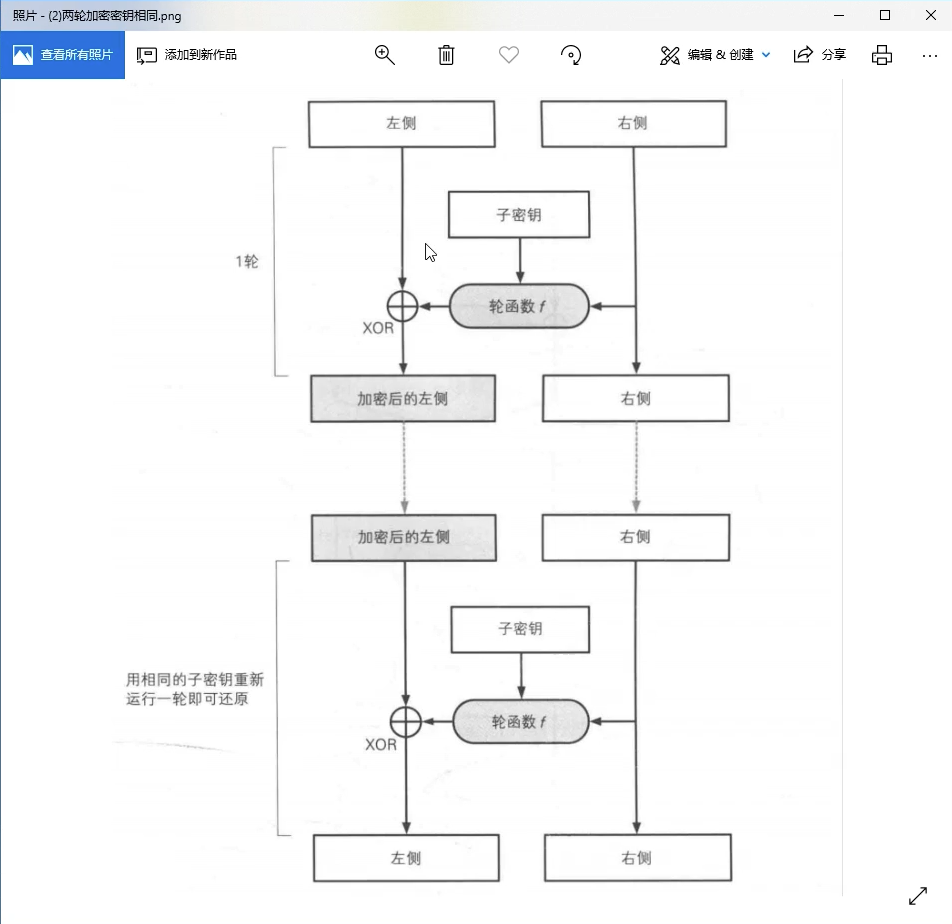 照片 - (2)两轮加密密钥相同.png
查看所有照片
添加到新作品
编辑 & 创建
分享
左侧
右侧
子密钥
1轮
轮函数 f
XOR
加密后的左侧
右侧
加密后的左侧
右侧
子密钥
用相同的子密钥重新
运行一轮即可还原
轮函数 f
XOR
左侧
右侧